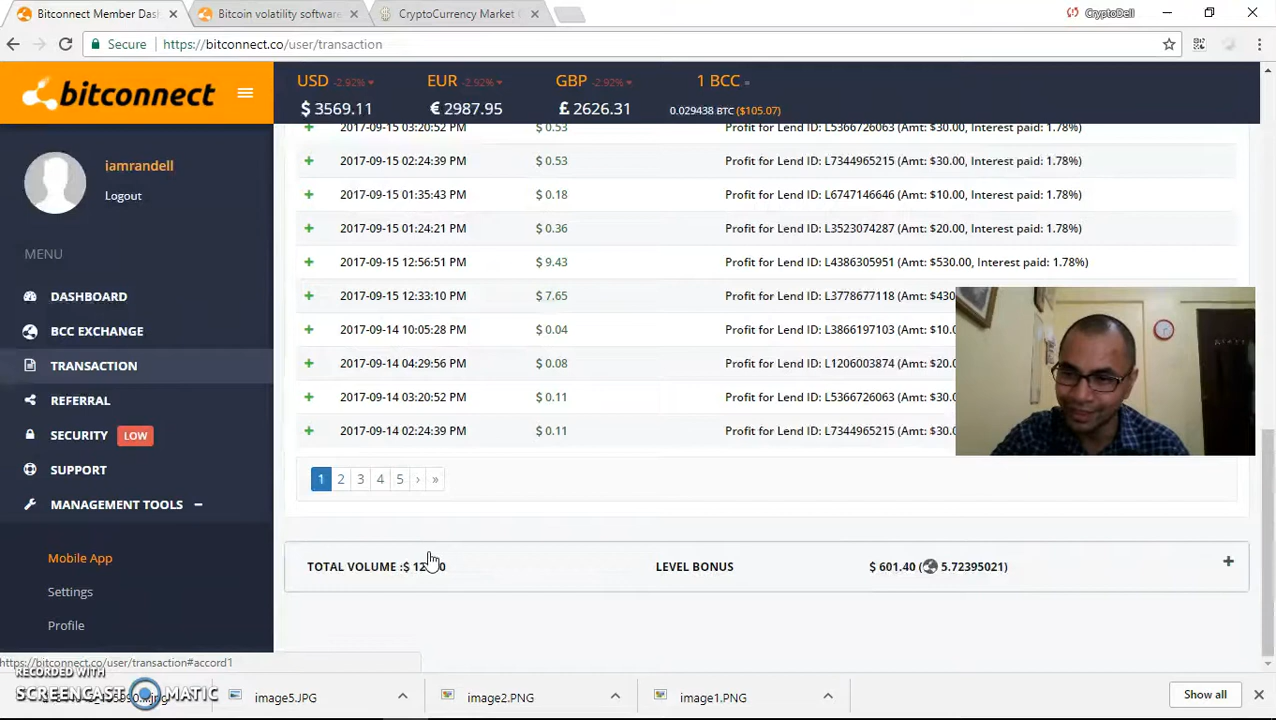 Bitconnect Member Das
Bitcoin volatility software
CryptoCurrency Market
CryptoDell
Secure https://bitconnect.co/user/transaction
bitconnect
USD -2.92% EUR -2.92% GBP -2.92% 1 BCC =
$ 3569.11 € 2987.95 £ 2626.31 0.029438 BTC ($105.07)
iamrandell
Logout
MENU
DASHBOARD
BCC EXCHANGE
TRANSACTION
REFERRAL
SECURITY LOW
SUPPORT
MANAGEMENT TOOLS
Mobile App
Settings
Profile
2017-09-15 03:20:52 PM $ 0.53 Profit for Lend ID: L5366726063 (Amt: $30.00, Interest paid: 1.78%)
2017-09-15 02:24:39 PM $ 0.53 Profit for Lend ID: L7344965215 (Amt: $30.00, Interest paid: 1.78%)
2017-09-15 01:35:43 PM $ 0.18 Profit for Lend ID: L6747146646 (Amt: $10.00, Interest paid: 1.78%)
2017-09-15 01:24:21 PM $ 0.36 Profit for Lend ID: L3523074287 (Amt: $20.00, Interest paid: 1.78%)
2017-09-15 12:56:51 PM $ 9.43 Profit for Lend ID: L4386305951 (Amt: $530.00, Interest paid: 1.78%)
2017-09-15 12:33:10 PM $ 7.65 Profit for Lend ID: L3778677118 (Amt: $430
2017-09-14 10:05:28 PM $ 0.04 Profit for Lend ID: L3866197103 (Amt: $10.0
2017-09-14 04:29:56 PM $ 0.08 Profit for Lend ID: L1206003874 (Amt: $20.0
2017-09-14 03:20:52 PM $ 0.11 Profit for Lend ID: L5366726063 (Amt: $30.0
2017-09-14 02:24:39 PM $ 0.11 Profit for Lend ID: L7344965215 (Amt: $30.0
1 2 3 4 5 › »
TOTAL VOLUME :$ LEVEL BONUS $ 601.40 ( 5.72395021)
https://bitconnect.co/user/transaction#accord1
RECORDED WITH
SCREENCAST MATIC
image5.JPG
image2.PNG
image1.PNG
Show all